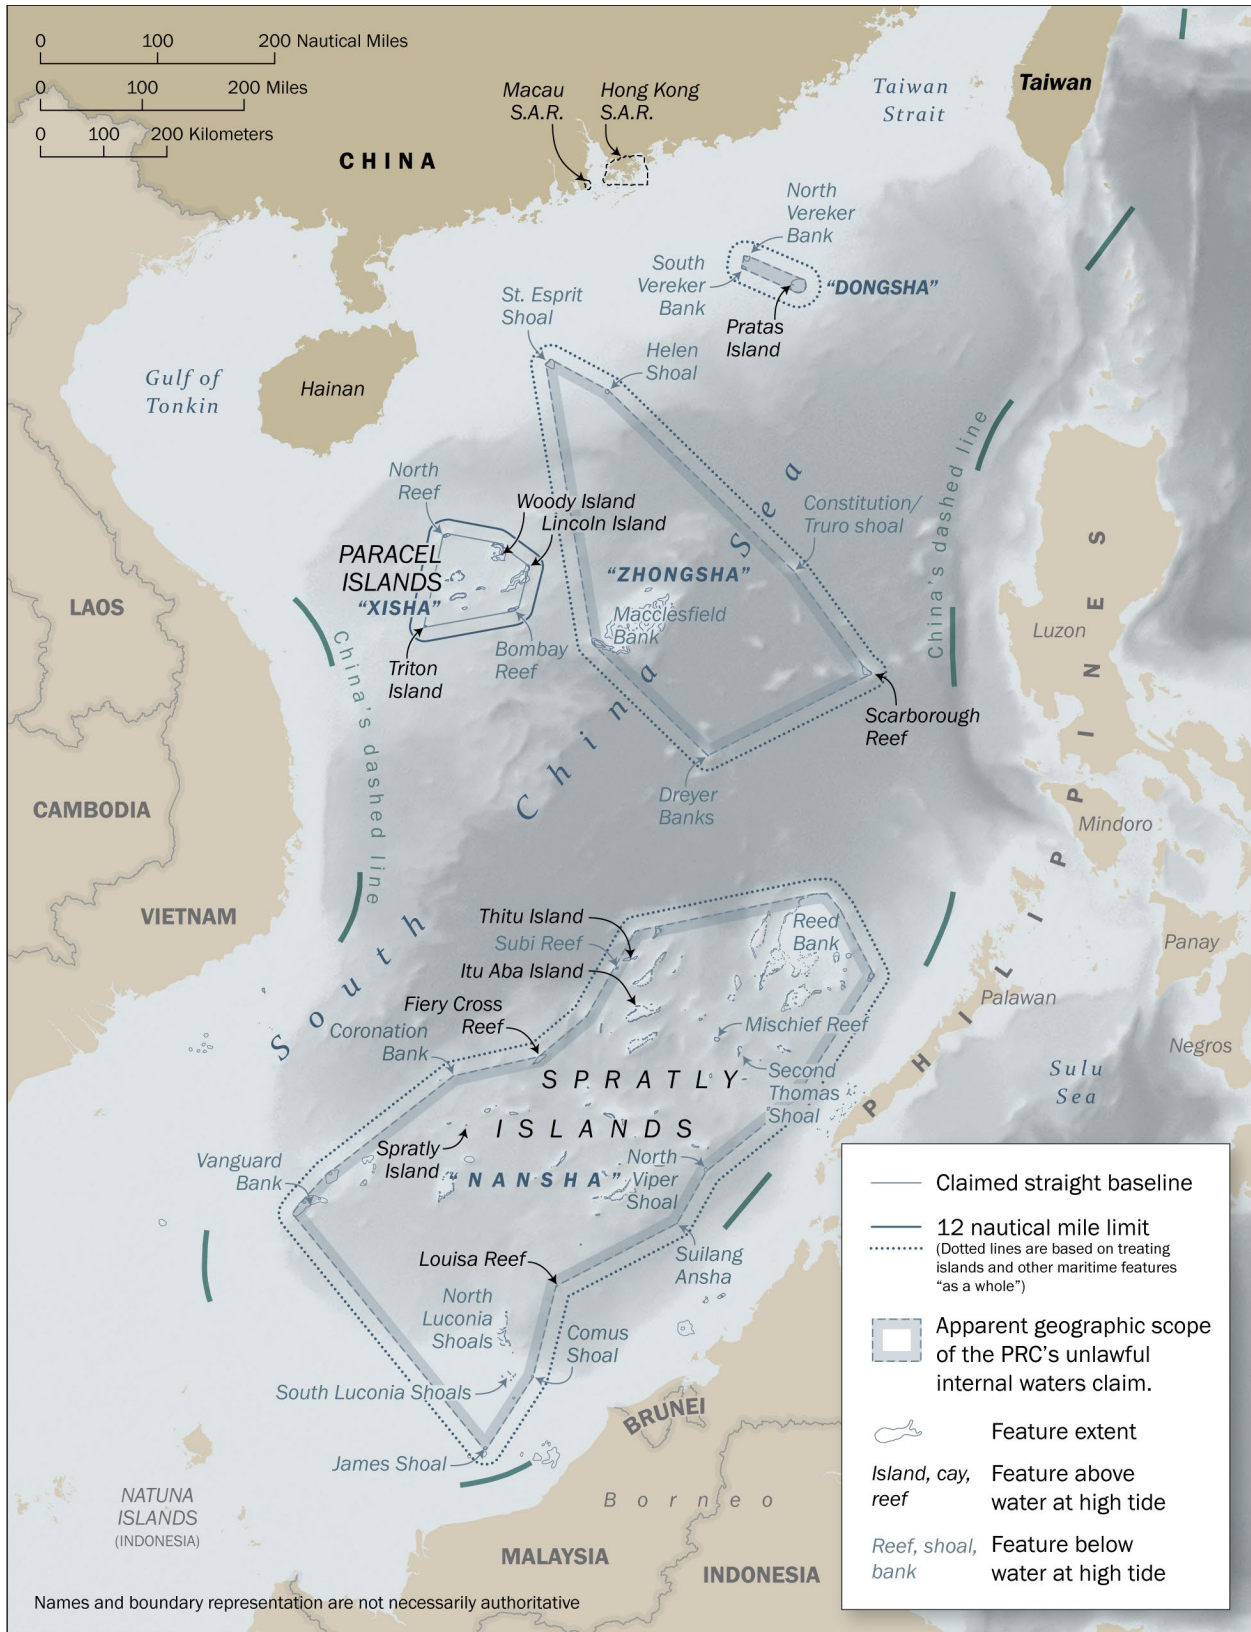 0 100 200 Nautical Miles
0 100 200 Miles
0 100 200 Kilometers
CHINA
Macau
S.A.R.
Hong Kong
S.A.R.
Taiwan
Strait
Taiwan
North
Vereker
Bank
South
Vereker
Bank
"DONGSHA"
Pratas
Island
St. Esprit
Shoal
Helen
Shoal
Gulf of
Tonkin
Hainan
North
Reef
Woody Island
Lincoln Island
PARACEL
ISLANDS
"XISHA"
Triton
Island
Bombay
Reef
Constitution/
Truro shoal
"ZHONGSHA"
Macclesfield
Bank
Scarborough
Reef
Dreyer
Banks
China's dashed line
China's dashed line
South China Sea
LAOS
CAMBODIA
VIETNAM
PHILIPPINES
Luzon
Mindoro
Panay
Palawan
Negros
Sulu
Sea
Thitu Island
Subi Reef
Itu Aba Island
Fiery Cross
Reef
Coronation
Bank
Reed
Bank
Mischief Reef
Second
Thomas
Shoal
SPRATLY
ISLANDS
Spratly
Island
"NANSHA"
North
Viper
Shoal
Vanguard
Bank
Suilang
Ansha
Louisa Reef
North
Luconia
Shoals
Comus
Shoal
South Luconia Shoals
James Shoal
BRUNEI
Borneo
NATUNA
ISLANDS
(INDONESIA)
MALAYSIA
INDONESIA
Claimed straight baseline
12 nautical mile limit
(Dotted lines are based on treating
islands and other maritime features
"as a whole")
Apparent geographic scope
of the PRC's unlawful
internal waters claim.
Feature extent
Island, cay,
reef
Feature above
water at high tide
Reef, shoal,
bank
Feature below
water at high tide
Names and boundary representation are not necessarily authoritative